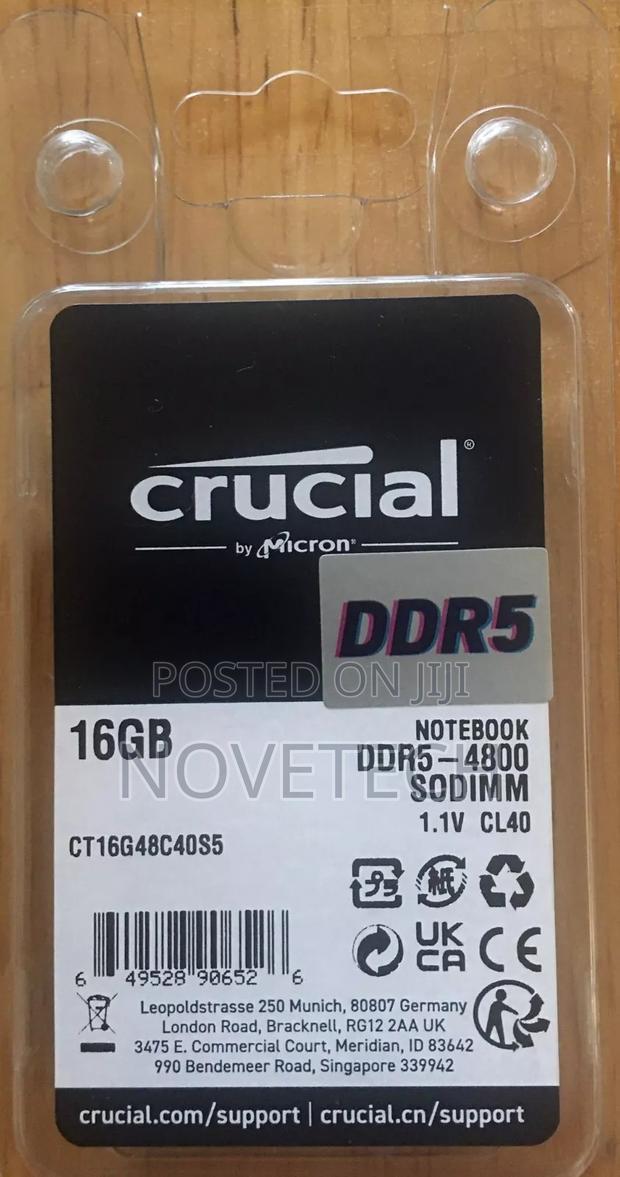 crucial®
by Micron®
DDR5
POSTED ON JIJI
16GB
NOTEBOOK
DDR5-4800
SODIMM
NOVETECH
1.1V CL40
CT16G48C40S5
プラ
紙
UK
CA
CE
6 49528 90652 6
Leopoldstrasse 250 Munich, 80807 Germany
London Road, Bracknell, RG12 2AA UK
3475 E. Commercial Court, Meridian, ID 83642
990 Bendemeer Road, Singapore 339942
crucial.com/support | crucial.cn/support